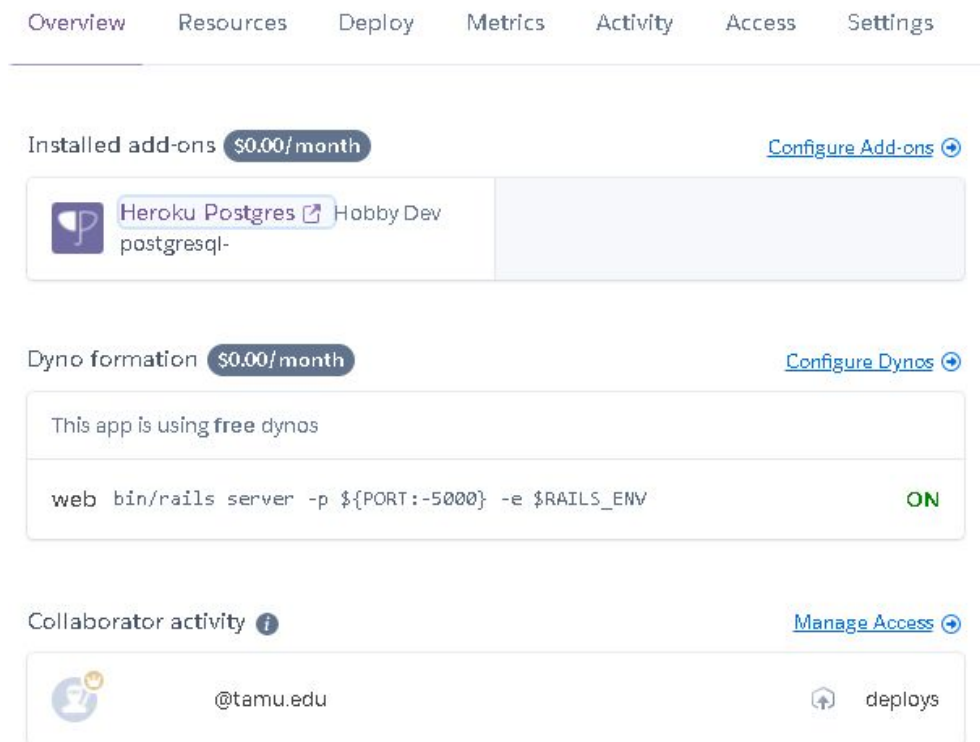 Overview Resources Deploy Metrics Activity Access Settings
Installed add-ons $0.00/month Configure Add-ons
Heroku Postgres Hobby Dev
postgresql-
Dyno formation $0.00/month Configure Dynos
This app is using free dynos
web bin/rails server -p ${PORT:-5000} -e $RAILS_ENV ON
Collaborator activity Manage Access
@tamu.edu deploys